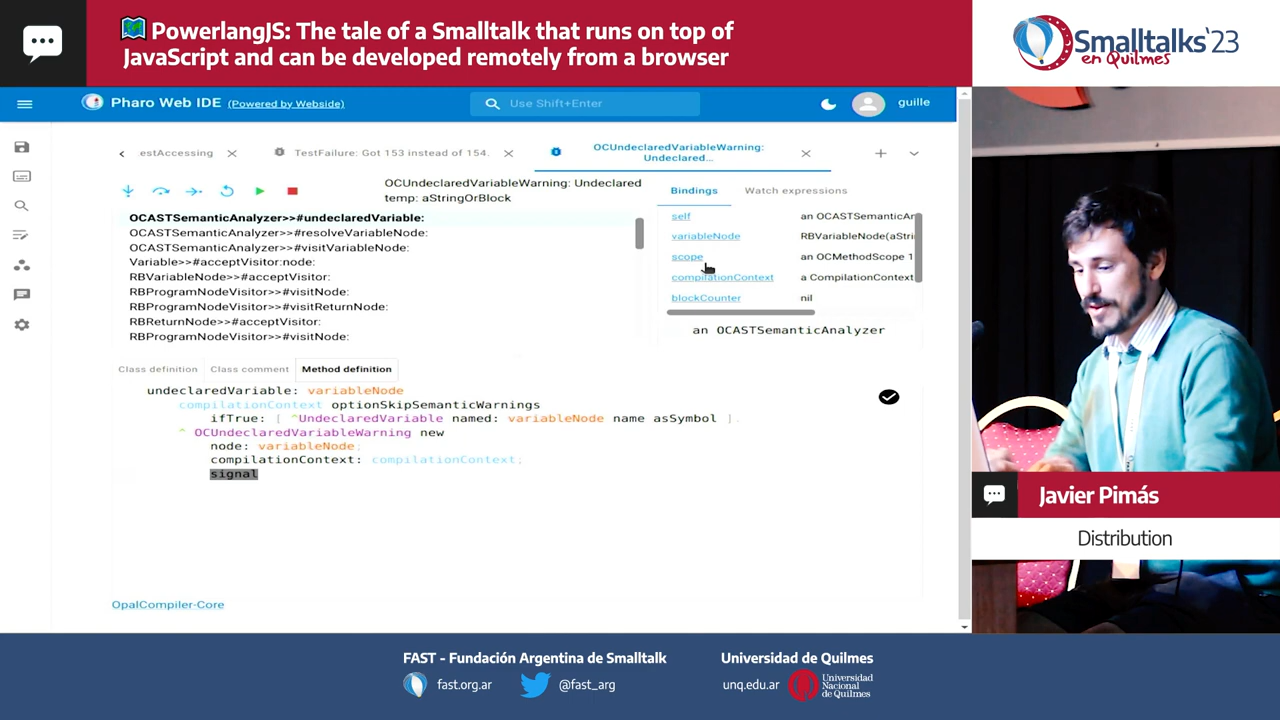 PowerlangJS: The tale of a Smalltalk that runs on top of
JavaScript and can be developed remotely from a browser
Smalltalks'23
en Quilmes
Pharo Web IDE (Powered by Webside)
Use Shift+Enter
guille
estAccessing
TestFailure: Got 153 instead of 154.
OCUndeclaredVariableWarning:
Undeclared...
OCUndeclaredVariableWarning: Undeclared
temp: aStringOrBlock
Bindings
Watch expressions
OCASTSemanticAnalyzer>>#undeclaredVariable:
OCASTSemanticAnalyzer>>#resolveVariableNode:
OCASTSemanticAnalyzer>>#visitVariableNode:
Variable>>#acceptVisitor:node:
RBVariableNode>>#acceptVisitor:
RBProgramNodeVisitor>>#visitNode:
RBProgramNodeVisitor>>#visitReturnNode:
RBReturnNode>>#acceptVisitor:
RBProgramNodeVisitor>>#visitNode:
self an OCASTSemanticAr
variableNode RBVariableNode(aStri
scope an OCMethodScope 1
compilationContext a CompilationContext
blockCounter nil
an OCASTSemanticAnalyzer
Class definition
Class comment
Method definition
undeclaredVariable: variableNode
compilationContext optionSkipSemanticWarnings
ifTrue: [ ^UndeclaredVariable named: variableNode name asSymbol ].
^ OCUndeclaredVariableWarning new
node: variableNode;
compilationContext: compilationContext;
signal
OpalCompiler-Core
Javier Pimás
Distribution
FAST - Fundación Argentina de Smalltalk
fast.org.ar
@fast_arg
Universidad de Quilmes
unq.edu.ar
Universidad
Nacional
de Quilmes